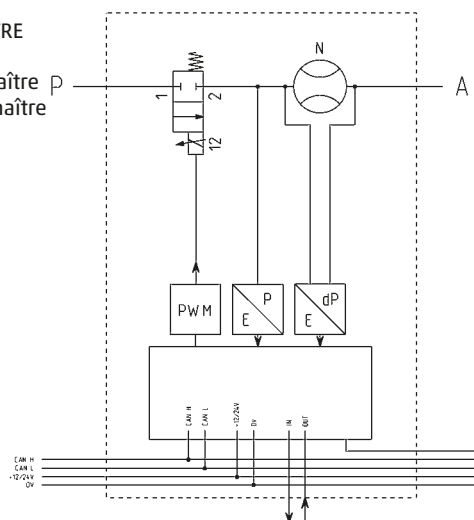 TRE
aître
naître
P
A
N
1
2
12
PWM
P
E
dP
E
CAN H
CAN L
+12/24V
0V
IN
OUT
CAN H
CAN L
+12/24V
0V